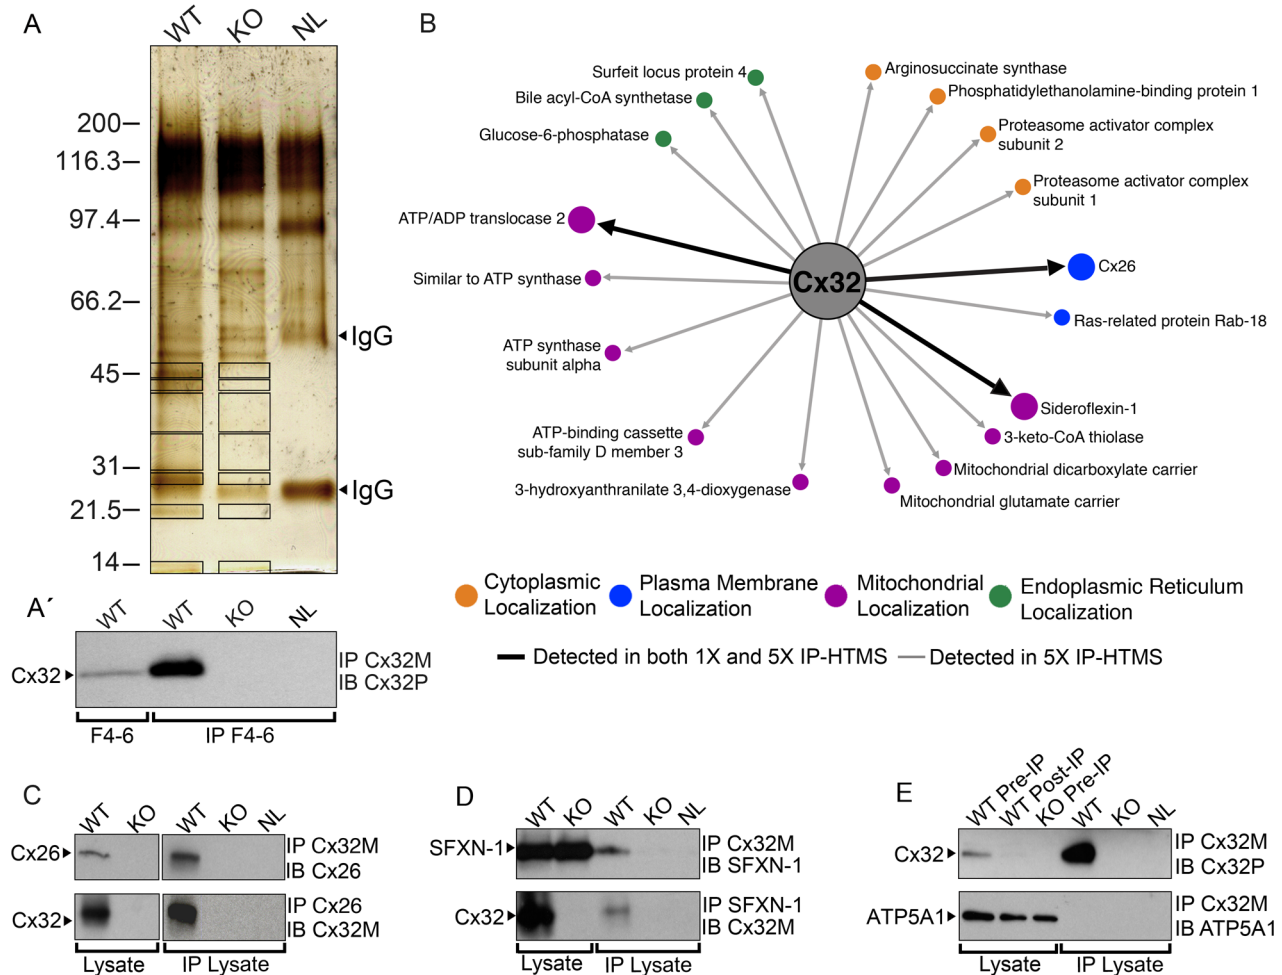 A
WT KO NL
200
116.3
97.4
66.2
45
31
21.5
14
IgG
IgG
B
Surfeit locus protein 4
Bile acyl-CoA synthetase
Glucose-6-phosphatase
ATP/ADP translocase 2
Similar to ATP synthase
ATP synthase
subunit alpha
ATP-binding cassette
sub-family D member 3
3-hydroxyanthranilate 3,4-dioxygenase
Cx32
Arginosuccinate synthase
Phosphatidylethanolamine-binding protein 1
Proteasome activator complex
subunit 2
Proteasome activator complex
subunit 1
Cx26
Ras-related protein Rab-18
Sideroflexin-1
3-keto-CoA thiolase
Mitochondrial dicarboxylate carrier
Mitochondrial glutamate carrier
Cytoplasmic
Localization
Plasma Membrane
Localization
Mitochondrial
Localization
Endoplasmic Reticulum
Localization
Detected in both 1X and 5X IP-HTMS
Detected in 5X IP-HTMS
A´
WT WT KO NL
Cx32
IP Cx32M
IB Cx32P
F4-6
IP F4-6
C
WT KO WT KO NL
Cx26
IP Cx32M
IB Cx26
Cx32
IP Cx26
IB Cx32M
Lysate
IP Lysate
D
WT KO WT KO NL
SFXN-1
IP Cx32M
IB SFXN-1
Cx32
IP SFXN-1
IB Cx32M
Lysate
IP Lysate
E
WT Pre-IP
WT Post-IP
KO Pre-IP
WT KO NL
Cx32
IP Cx32M
IB Cx32P
ATP5A1
IP Cx32M
IB ATP5A1
Lysate
IP Lysate